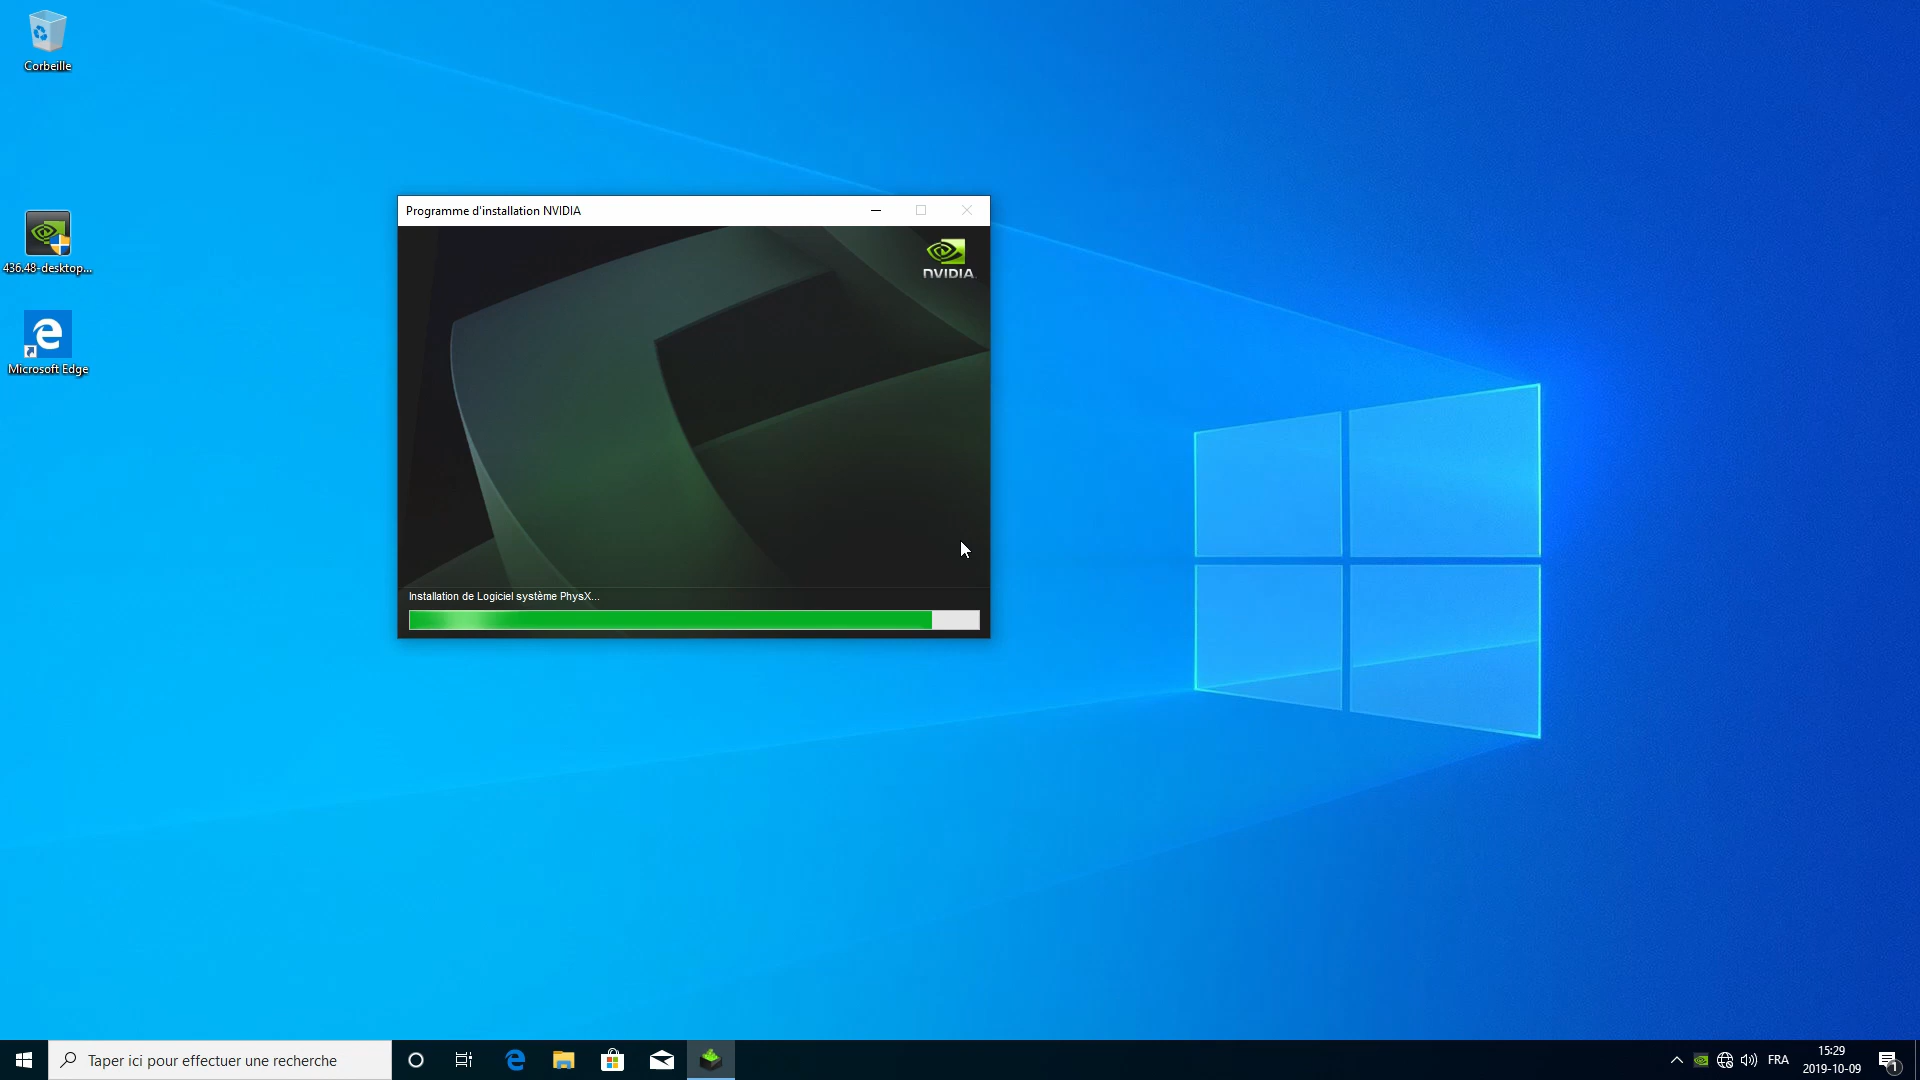 Corbeille
436.48-desktop...
Microsoft Edge
Programme d'installation NVIDIA
NVIDIA
Installation de Logiciel système PhysX...
Taper ici pour effectuer une recherche
FRA
15:29
2019-10-09
1